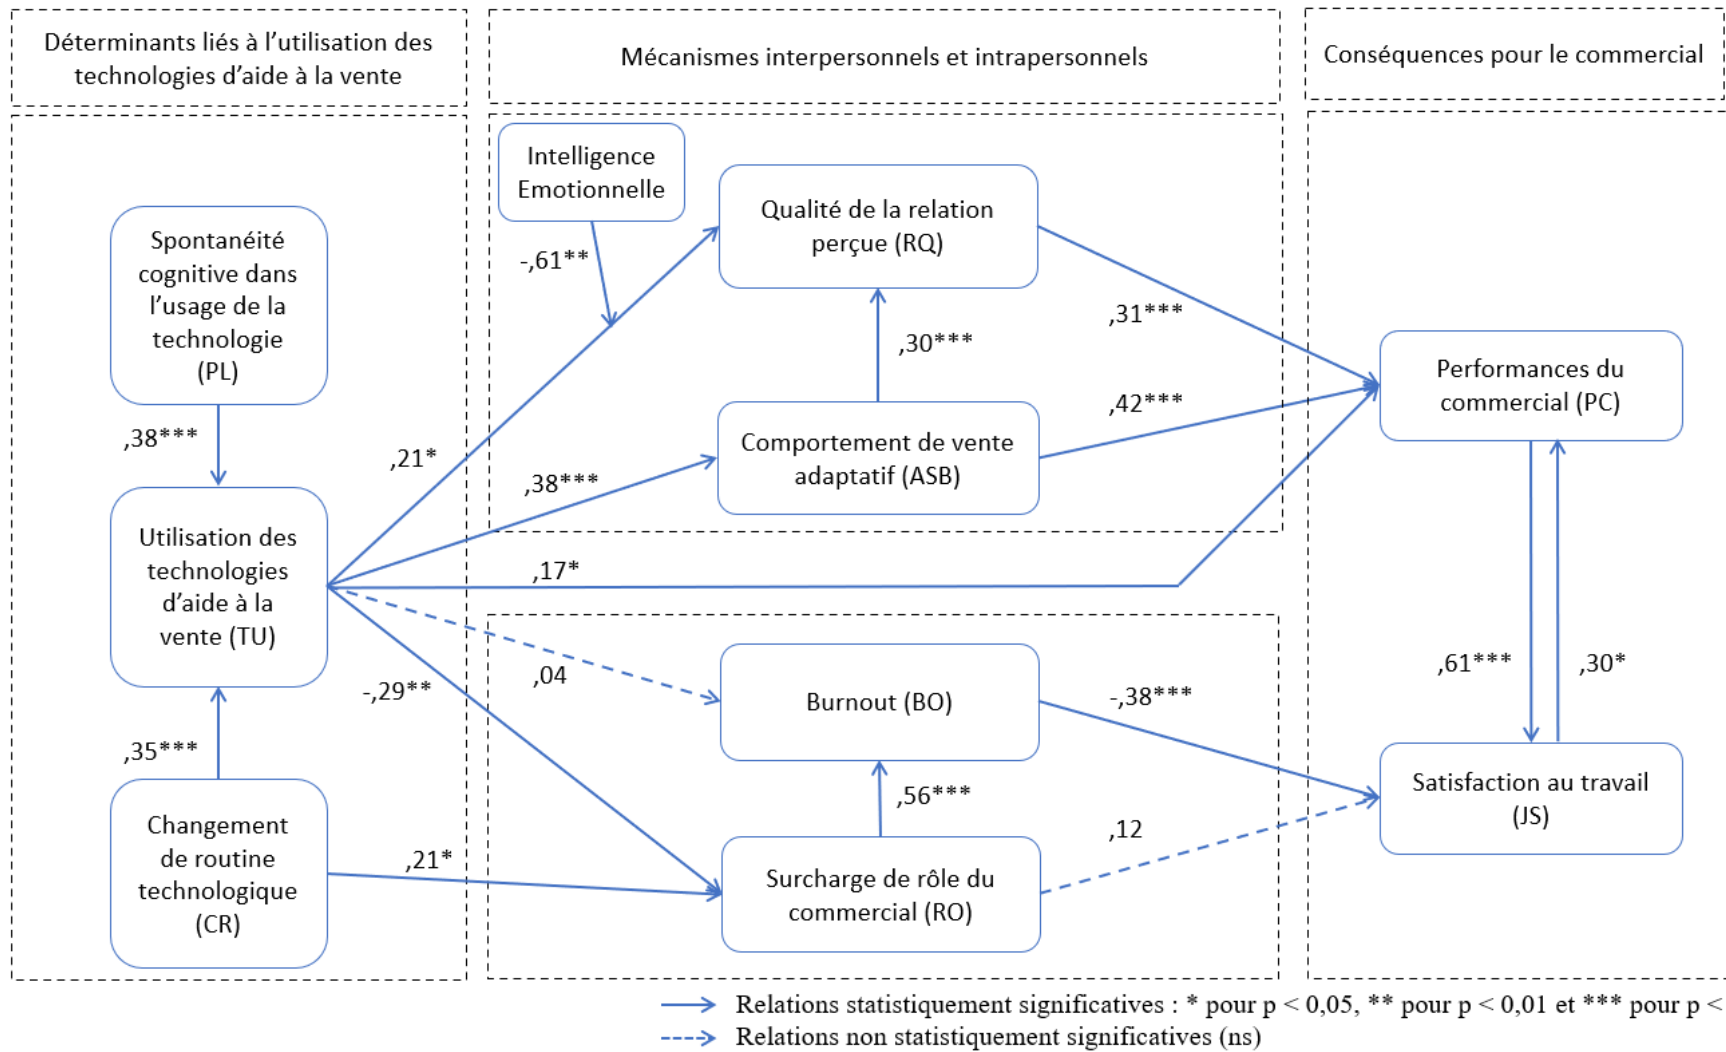 Déterminants liés à l’utilisation des
technologies d’aide à la vente
Mécanismes interpersonnels et intrapersonnels
Conséquences pour le commercial
Intelligence
Emotionnelle
Qualité de la relation
perçue (RQ)
Spontanéité
cognitive dans
l’usage de la
technologie
(PL)
-,61**
,31***
,30***
Performances du
commercial (PC)
,42***
,38***
,21*
Comportement de vente
adaptatif (ASB)
,38***
Utilisation des
technologies
d’aide à la
vente (TU)
,17*
,61***
,30*
-,29**
,04
Burnout (BO)
-,38***
,35***
Satisfaction au travail
(JS)
,56***
,12
Changement
de routine
technologique
(CR)
,21*
Surcharge de rôle du
commercial (RO)
Relations statistiquement significatives : * pour p < 0,05, ** pour p < 0,01 et *** pour p <
Relations non statistiquement significatives (ns)